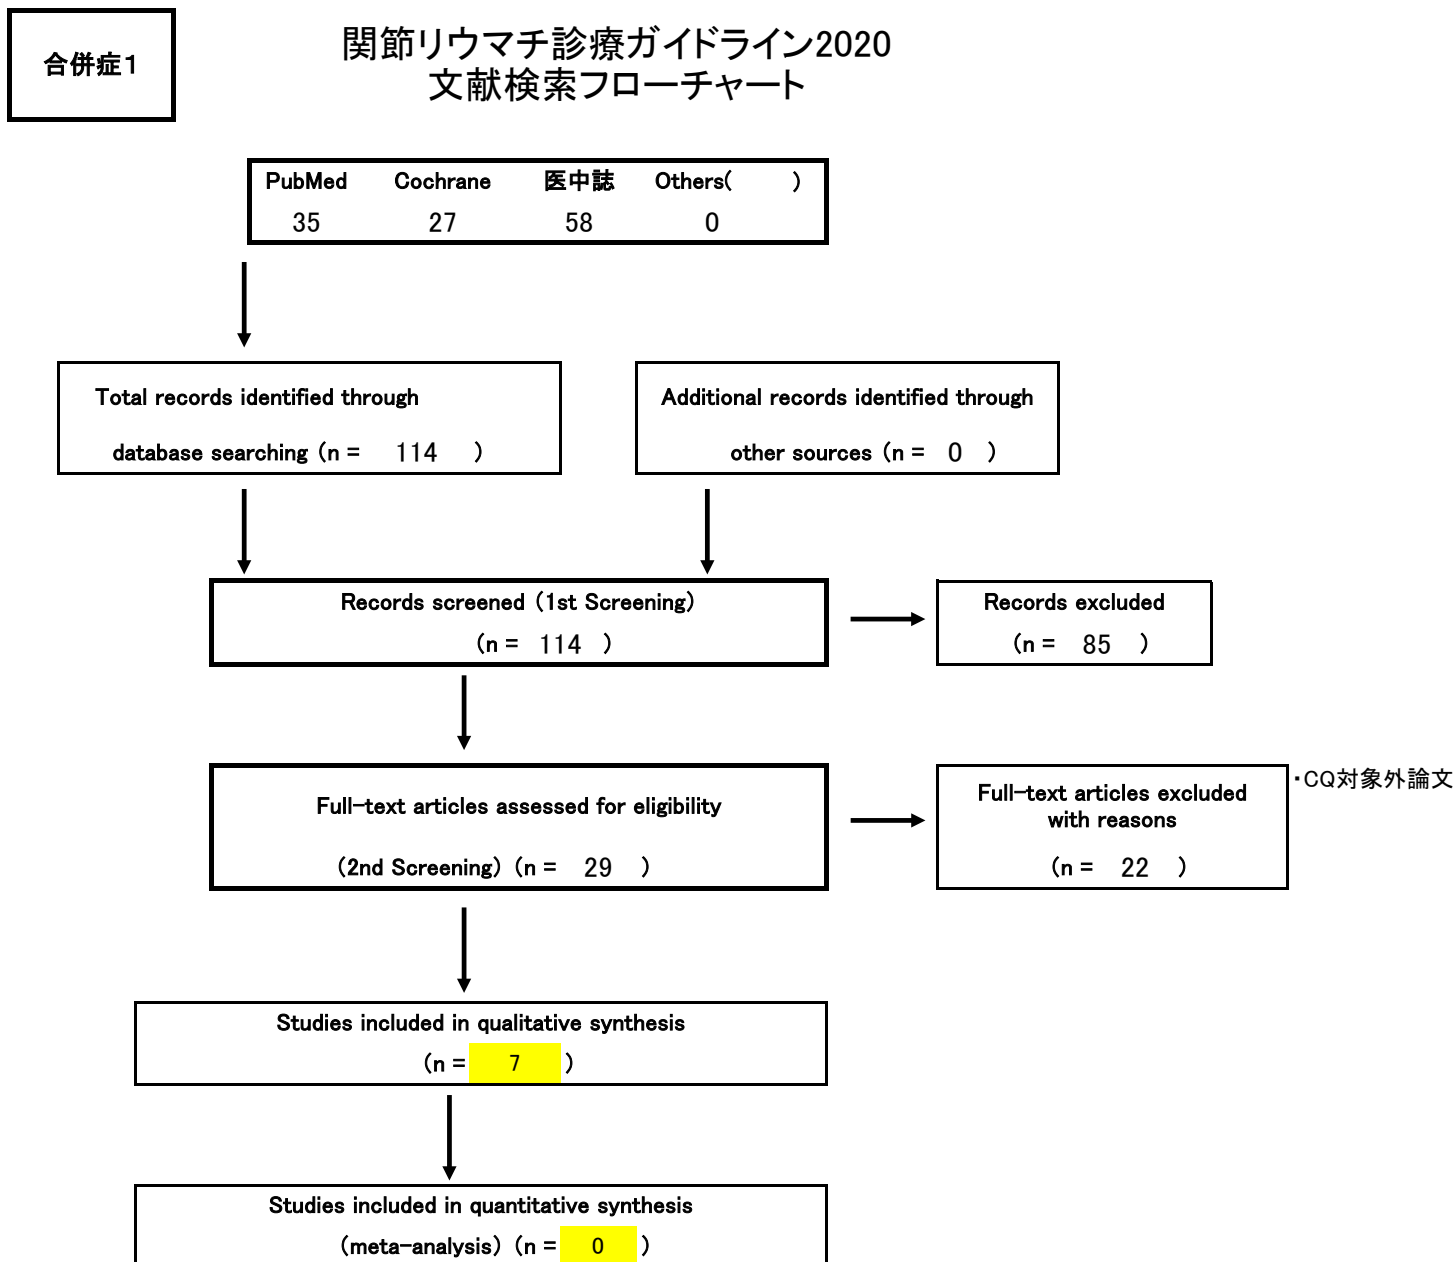 合併症1
関節リウマチ診療ガイドライン2020
文献検索フローチャート
PubMed Cochrane 医中誌 Others( )
35 27 58 0
Total records identified through
database searching (n = 114 )
Additional records identified through
other sources (n = 0 )
Records screened (1st Screening)
(n = 114 )
Records excluded
(n = 85 )
Full-text articles assessed for eligibility
(2nd Screening) (n = 29 )
Full-text articles excluded
with reasons
(n = 22 )
・CQ対象外論文
Studies included in qualitative synthesis
(n = 7 )
Studies included in quantitative synthesis
(meta-analysis) (n = 0 )